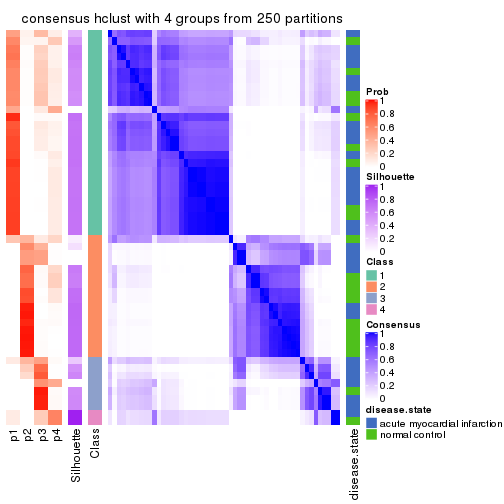 consensus hclust with 4 groups from 250 partitions
p1
p2
p3
p4
Silhouette
Class
disease.state
Prob
1
0.8
0.6
0.4
0.2
0
Silhouette
1
0.8
0.6
0.4
0.2
0
Class
1
2
3
4
Consensus
1
0.8
0.6
0.4
0.2
0
disease.state
acute myocardial infarction
normal control